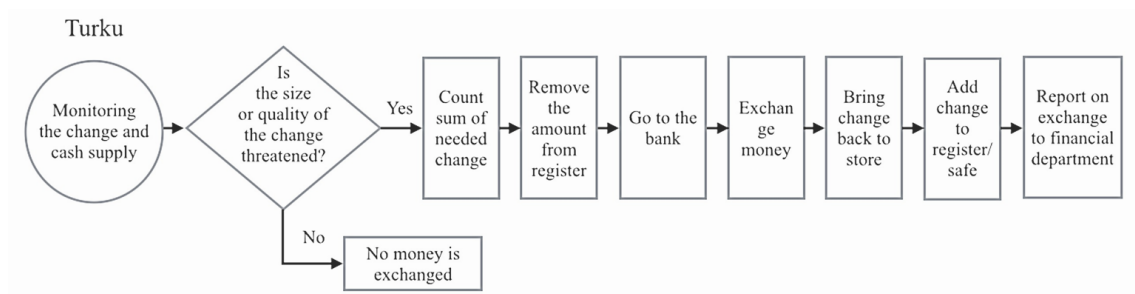 Turku
Monitoring
the change and
cash supply
Is
the size
or quality of
the change
threatened?
Yes
Count
sum of
needed
change
Remove
the
amount
from
register
Go to the
bank
Exchan
ge
money
Bring
change
back to
store
Add
change
to
register/
safe
Report on
exchange
to financial
department
No
No money is
exchanged